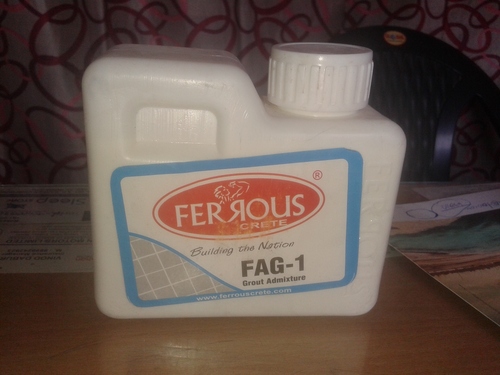 FERROUS
CRETE
®
Building the Nation
FAG-1
Grout Admixture
www.ferrouscrete.com